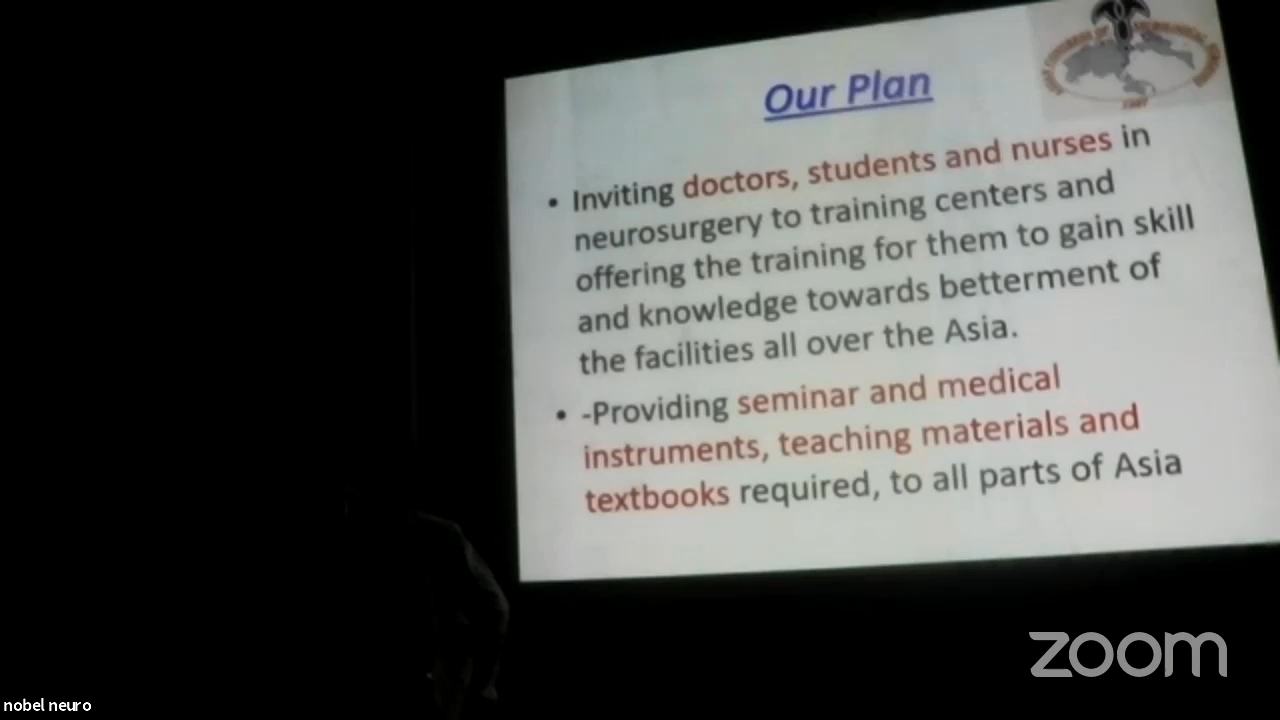 Our Plan
• Inviting doctors, students and nurses in
neurosurgery to training centers and
offering the training for them to gain skill
and knowledge towards betterment of
the facilities all over the Asia.
• -Providing seminar and medical
instruments, teaching materials and
textbooks required, to all parts of Asia
zoom
nobel neuro